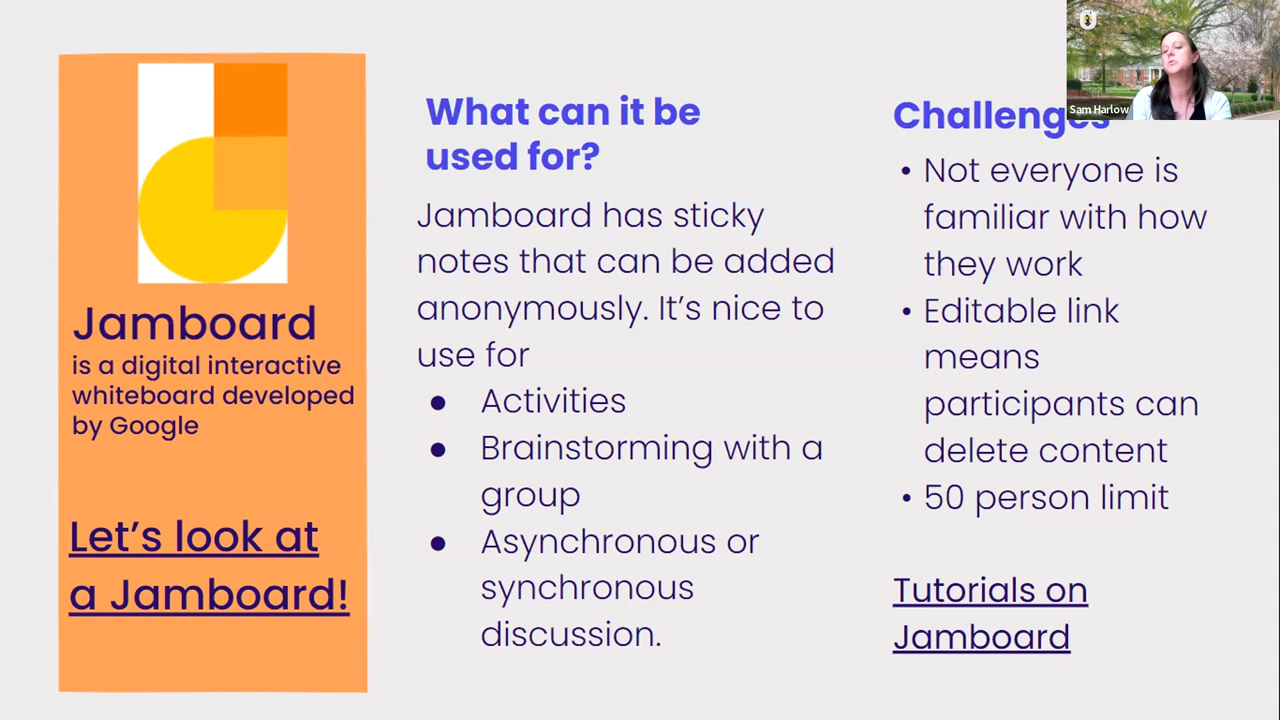 Jamboard
is a digital interactive
whiteboard developed
by Google
Let's look at
a Jamboard!
What can it be
used for?
Jamboard has sticky
notes that can be added
anonymously. It's nice to
use for
● Activities
● Brainstorming with a
group
● Asynchronous or
synchronous
discussion.
Challenges
• Not everyone is
familiar with how
they work
• Editable link
means
participants can
delete content
• 50 person limit
Tutorials on
Jamboard
Sam Harlow